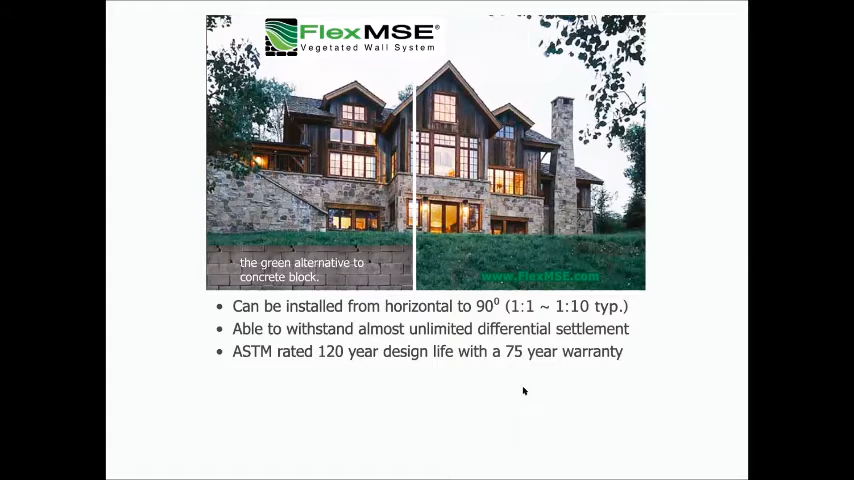 FlexMSE®
Vegetated Wall System
the green alternative to
concrete block.
www.FlexMSE.com
• Can be installed from horizontal to 90⁰ (1:1 ~ 1:10 typ.)
• Able to withstand almost unlimited differential settlement
• ASTM rated 120 year design life with a 75 year warranty